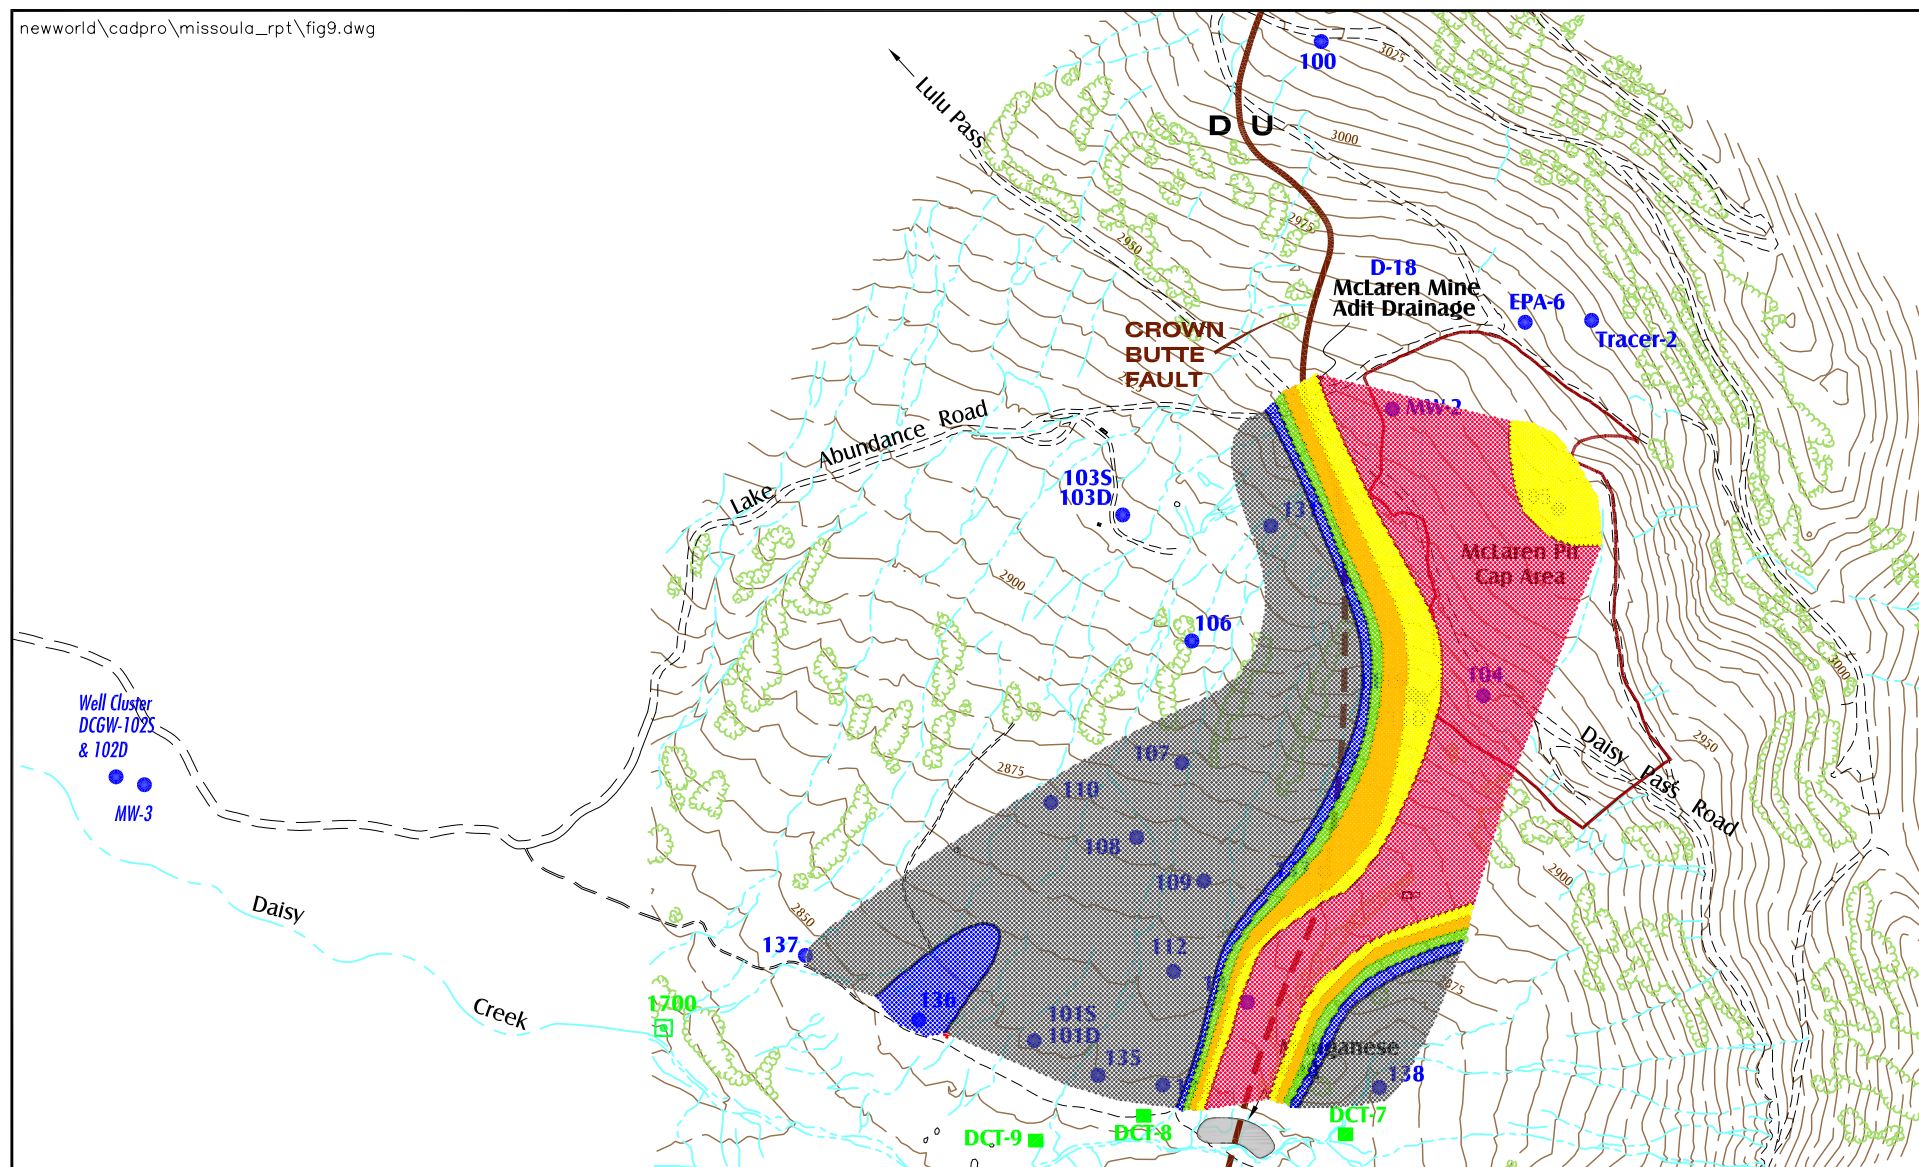 newworld\cadpro\missoula_rpt\fig9.dwg
100
3025
Lulu Pass
D U
3000
2975
2950
D-18
McLaren Mine
Adit Drainage
EPA-6
Tracer-2
CROWN
BUTTE
FAULT
MW-2
Lake Abundance Road
103S
103D
131
McLaren Pit
Cap Area
2900
106
104
3000
Well Cluster
DCGW-102S
& 102D
MW-3
Daisy Pass Road
2950
107
2875
110
108
109
2900
2850
Daisy
137
112
2875
Creek
1700
136
101S
101D
135
138
DCT-9
DCT-8
DCT-7